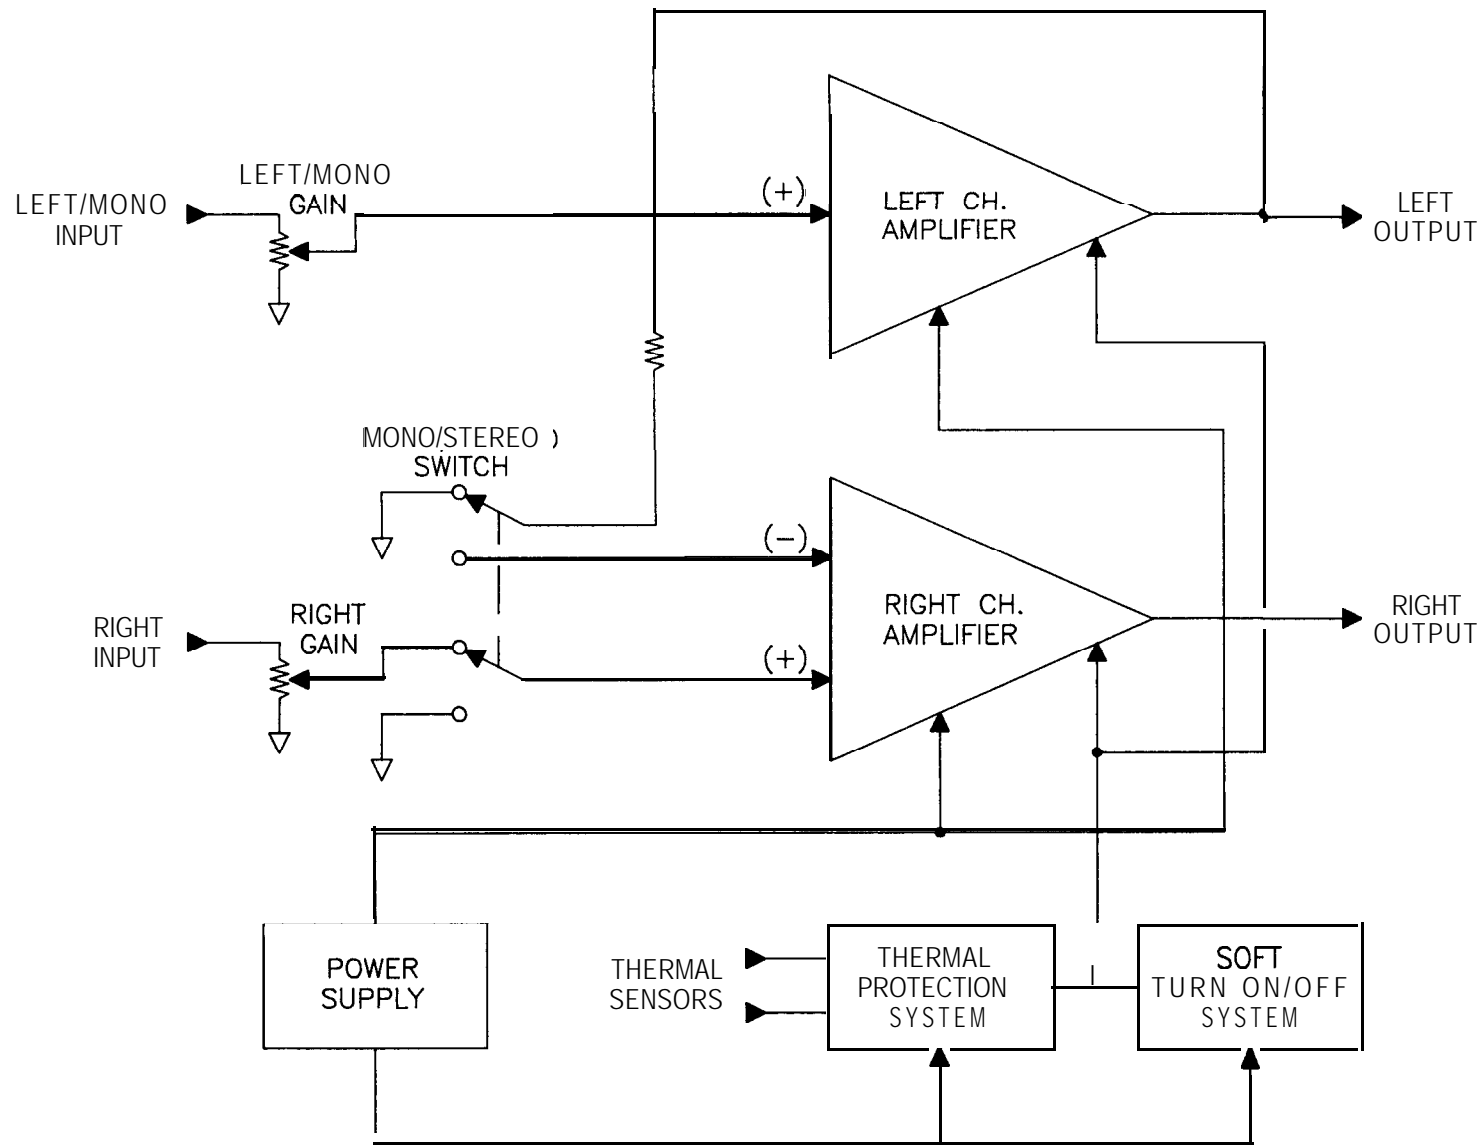 LEFT/MONO
GAIN
LEFT/MONO
INPUT
(+)
LEFT CH.
AMPLIFIER
LEFT
OUTPUT
MONO/STEREO )
SWITCH
(-)
RIGHT
GAIN
RIGHT
INPUT
(+)
RIGHT CH.
AMPLIFIER
RIGHT
OUTPUT
POWER
SUPPLY
THERMAL
SENSORS
THERMAL
PROTECTION
SYSTEM
SOFT
TURN ON/OFF
SYSTEM